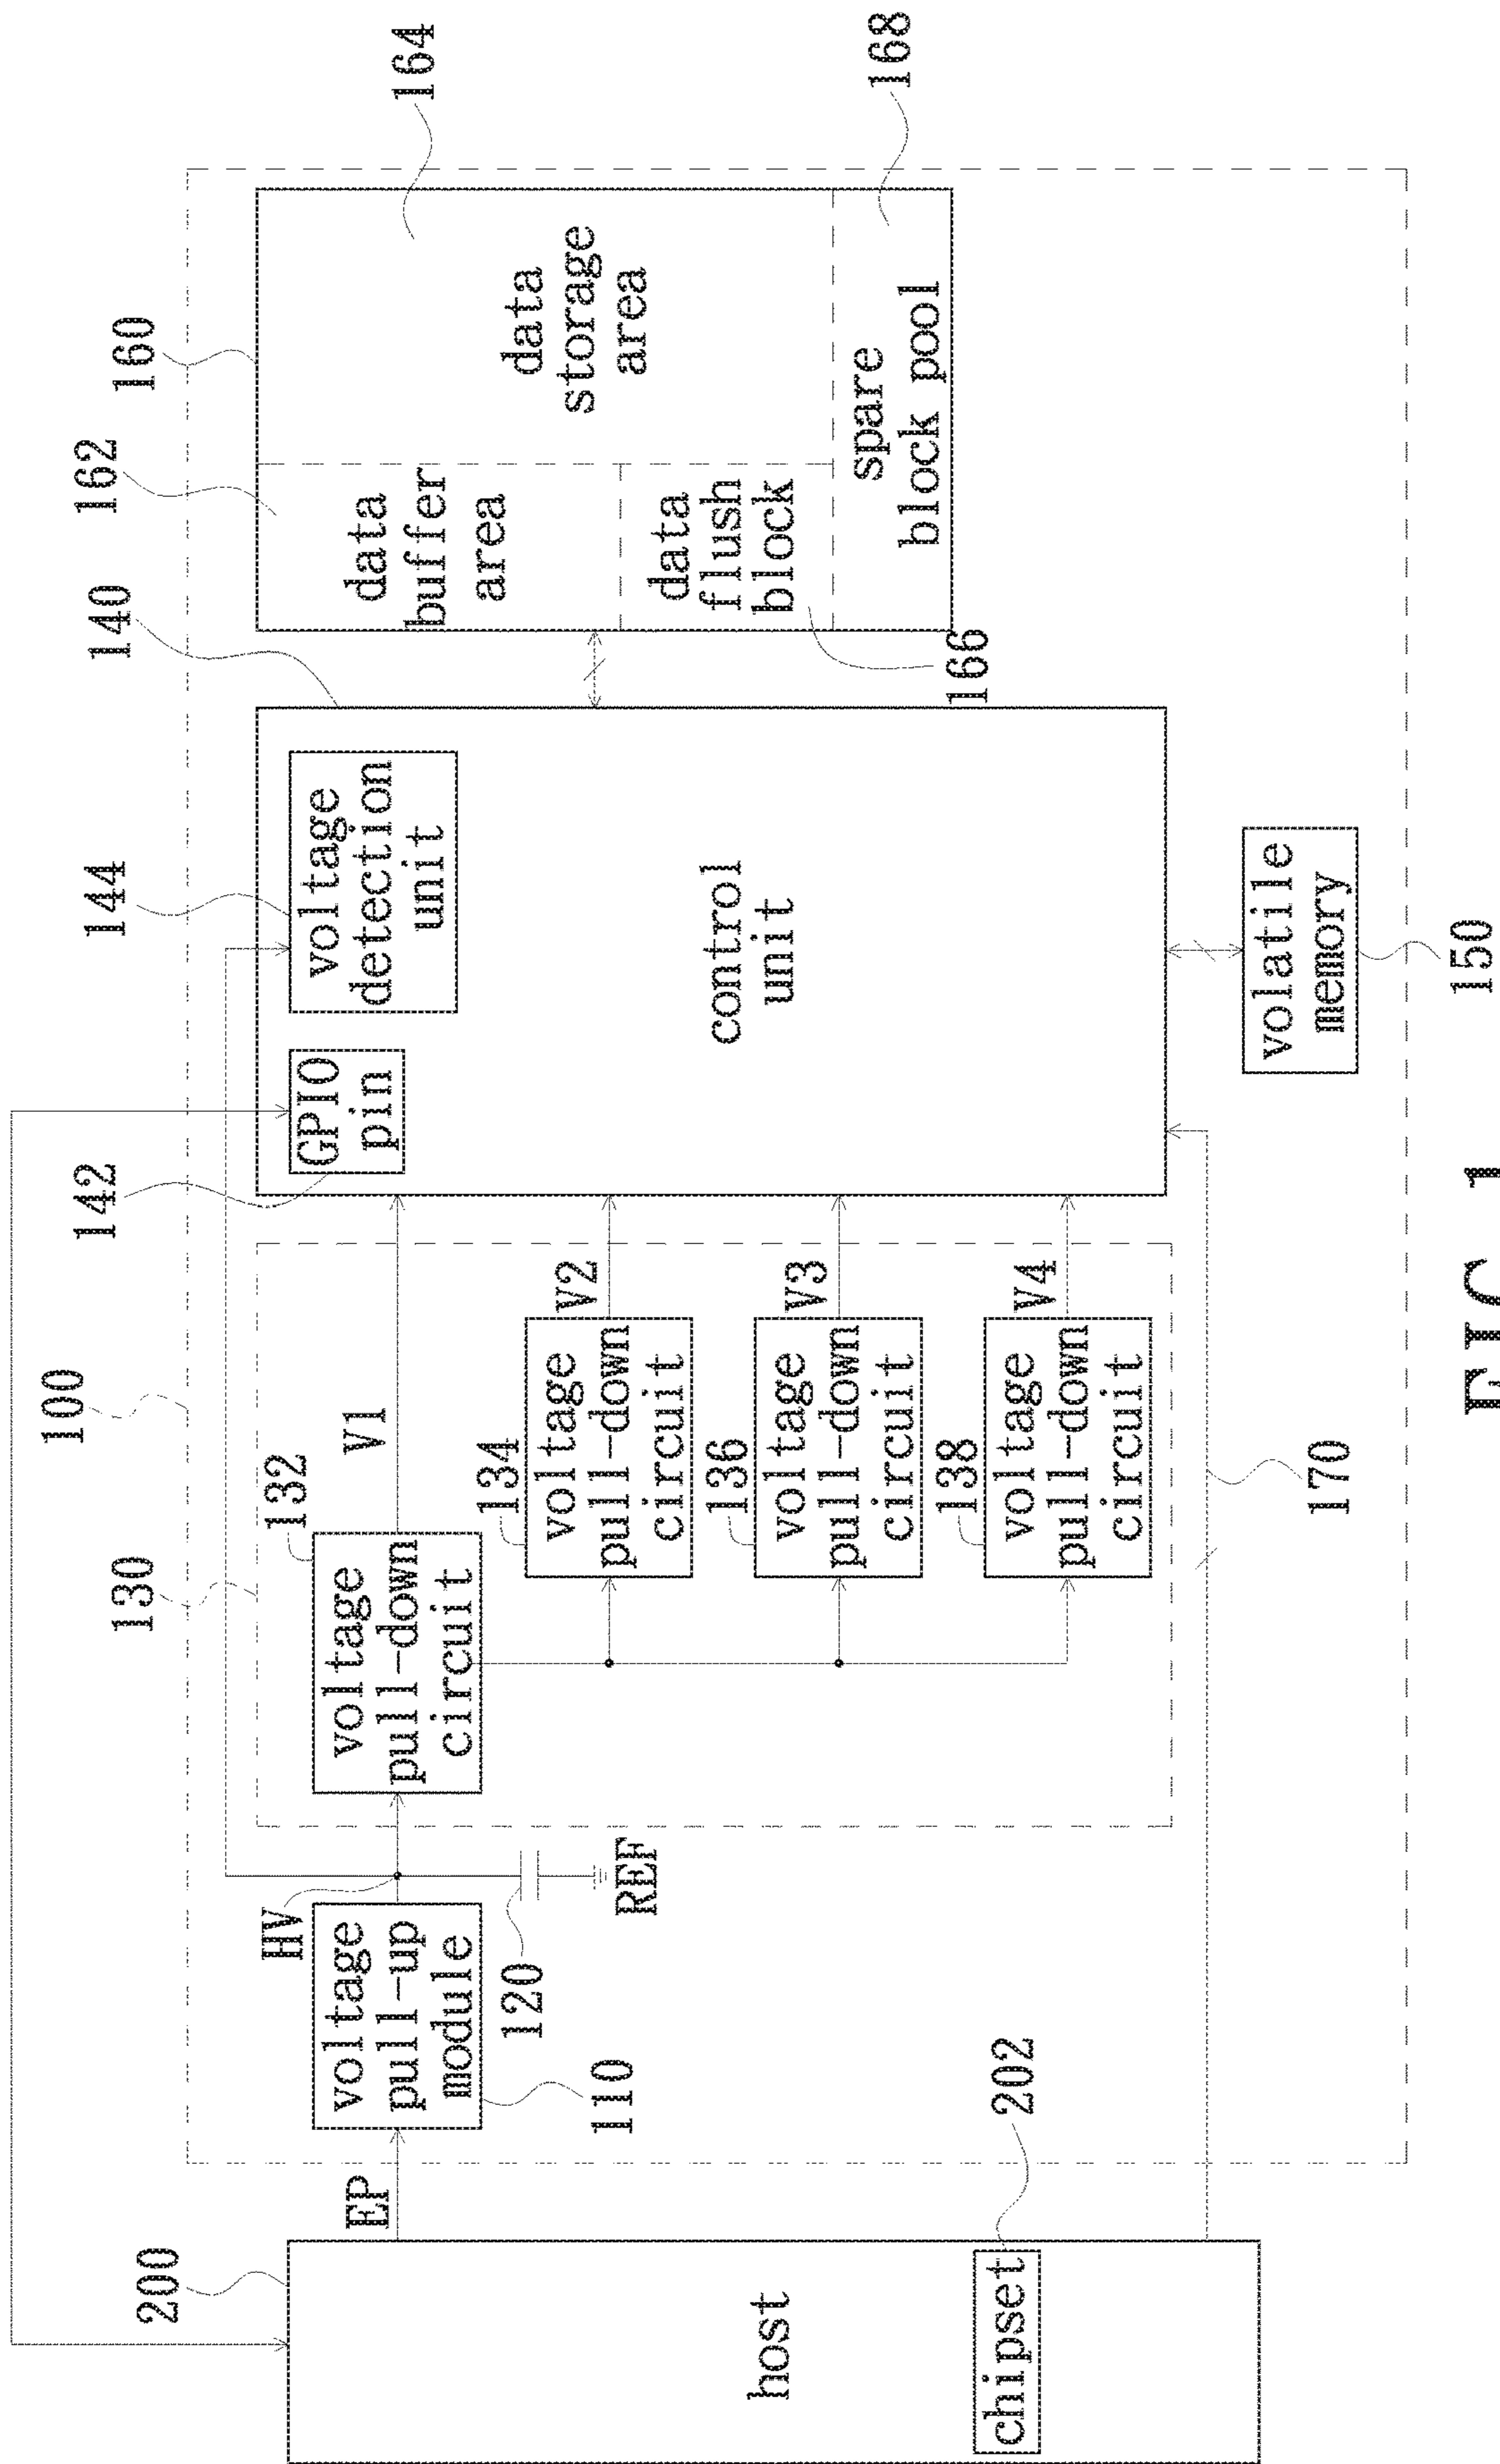 200
host
chipset
202
EP
100
voltage
pull-up
module
110
HV
120
REF
130
voltage
pull-down
circuit
132
V1
134
voltage
pull-down
circuit
V2
136
voltage
pull-down
circuit
V3
138
voltage
pull-down
circuit
V4
170
140
142
GPIO
pin
144
voltage
detection
unit
control
unit
volatile
memory
150
160
162
data
buffer
area
164
data
storage
area
166
data
flush
block
168
spare
block pool